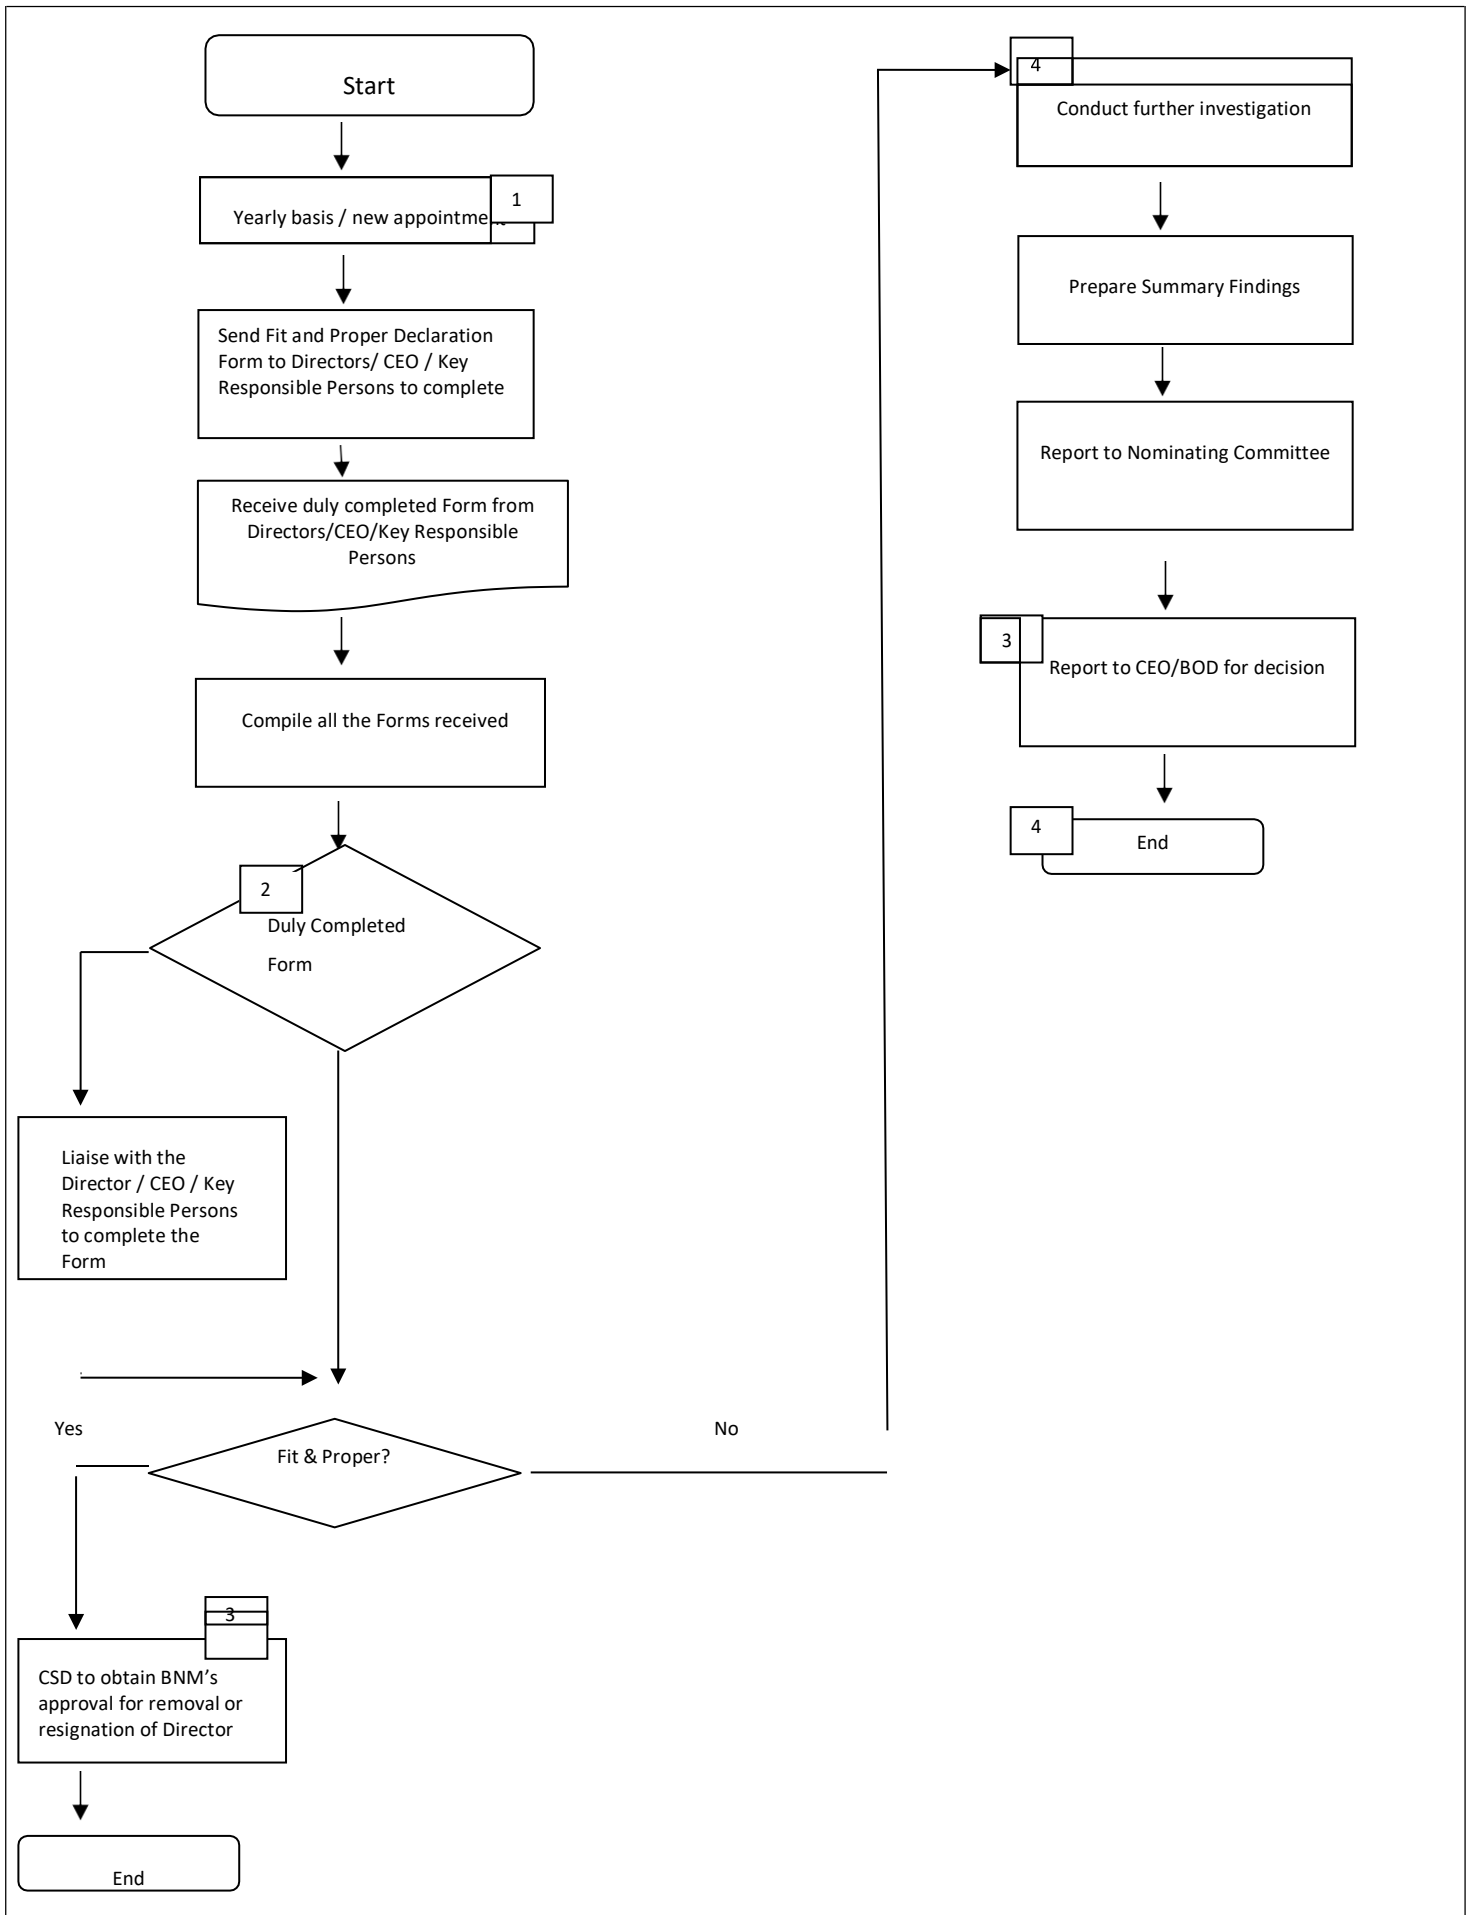 Start
1
Yearly basis / new appointment
Send Fit and Proper Declaration
Form to Directors/ CEO / Key
Responsible Persons to complete
Receive duly completed Form from
Directors/CEO/Key Responsible
Persons
Compile all the Forms received
2
Duly Completed
Form
Liaise with the
Director / CEO / Key
Responsible Persons
to complete the
Form
Yes
No
Fit & Proper?
3
CSD to obtain BNM’s
approval for removal or
resignation of Director
End
4
Conduct further investigation
Prepare Summary Findings
Report to Nominating Committee
3
Report to CEO/BOD for decision
4
End